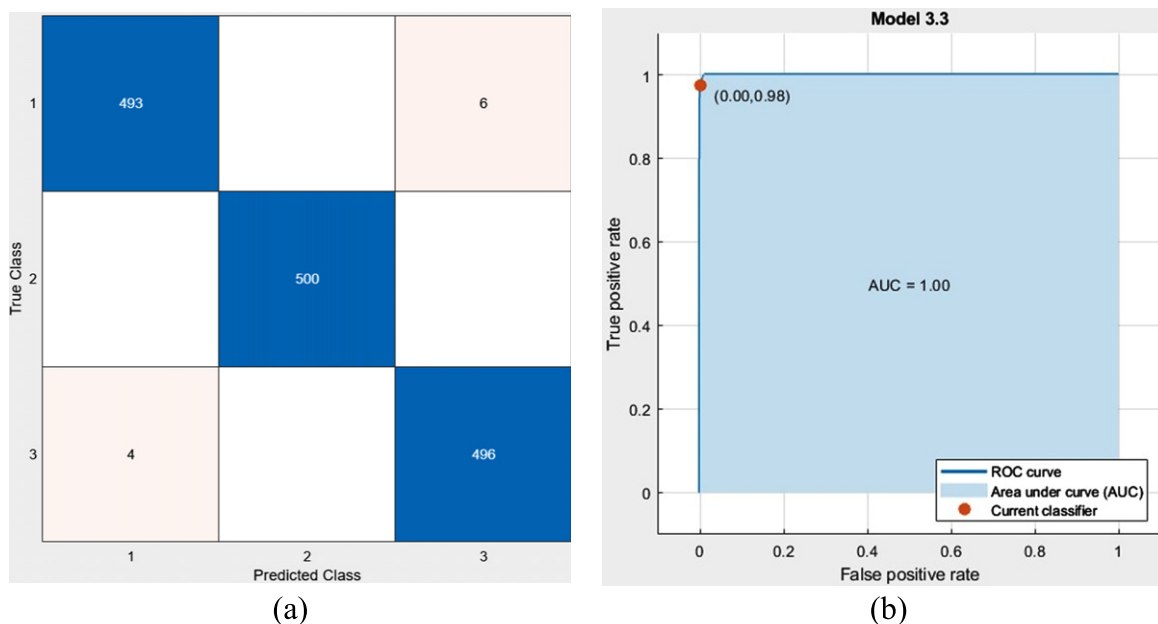 1
493
6
True Class
2
500
3
4
496
1
2
3
Predicted Class
(a)
Model 3.3
True positive rate
1
0.8
0.6
0.4
0.2
0
(0.00,0.98)
AUC = 1.00
ROC curve
Area under curve (AUC)
Current classifier
0
0.2
0.4
0.6
0.8
1
False positive rate
(b)